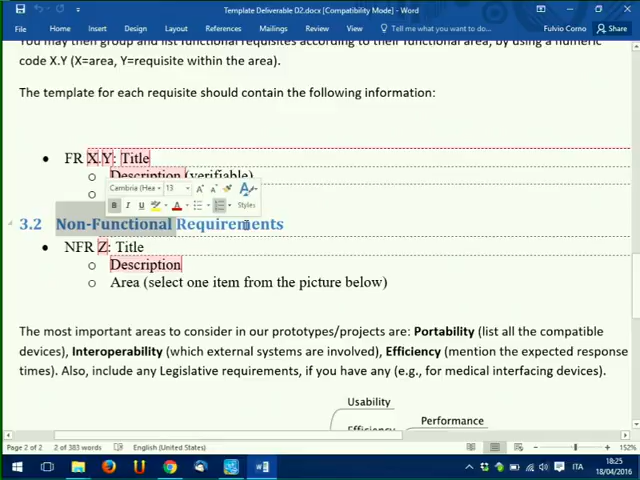 Template Deliverable D2.docx [Compatibility Mode] - Word
File Home Insert Design Layout References Mailings Review View Tell me what you want to do... Fulvio Corno Share
You may then group and list functional requisites according to their functional area, by using a numeric
code X.Y (X=area, Y=requisite within the area).
The template for each requisite should contain the following information:
• FR X.Y: Title
o Description (verifiable)
o
Cambria (Hea 13
B I U A Styles
3.2 Non-Functional Requirements
• NFR Z: Title
o Description
o Area (select one item from the picture below)
The most important areas to consider in our prototypes/projects are: Portability (list all the compatible
devices), Interoperability (which external systems are involved), Efficiency (mention the expected response
times). Also, include any Legislative requirements, if you have any (e.g., for medical interfacing devices).
Usability
Performance
Efficiency
Page 2 of 2 2 of 383 words English (United States) 152%
ITA 18:25
18/04/2016